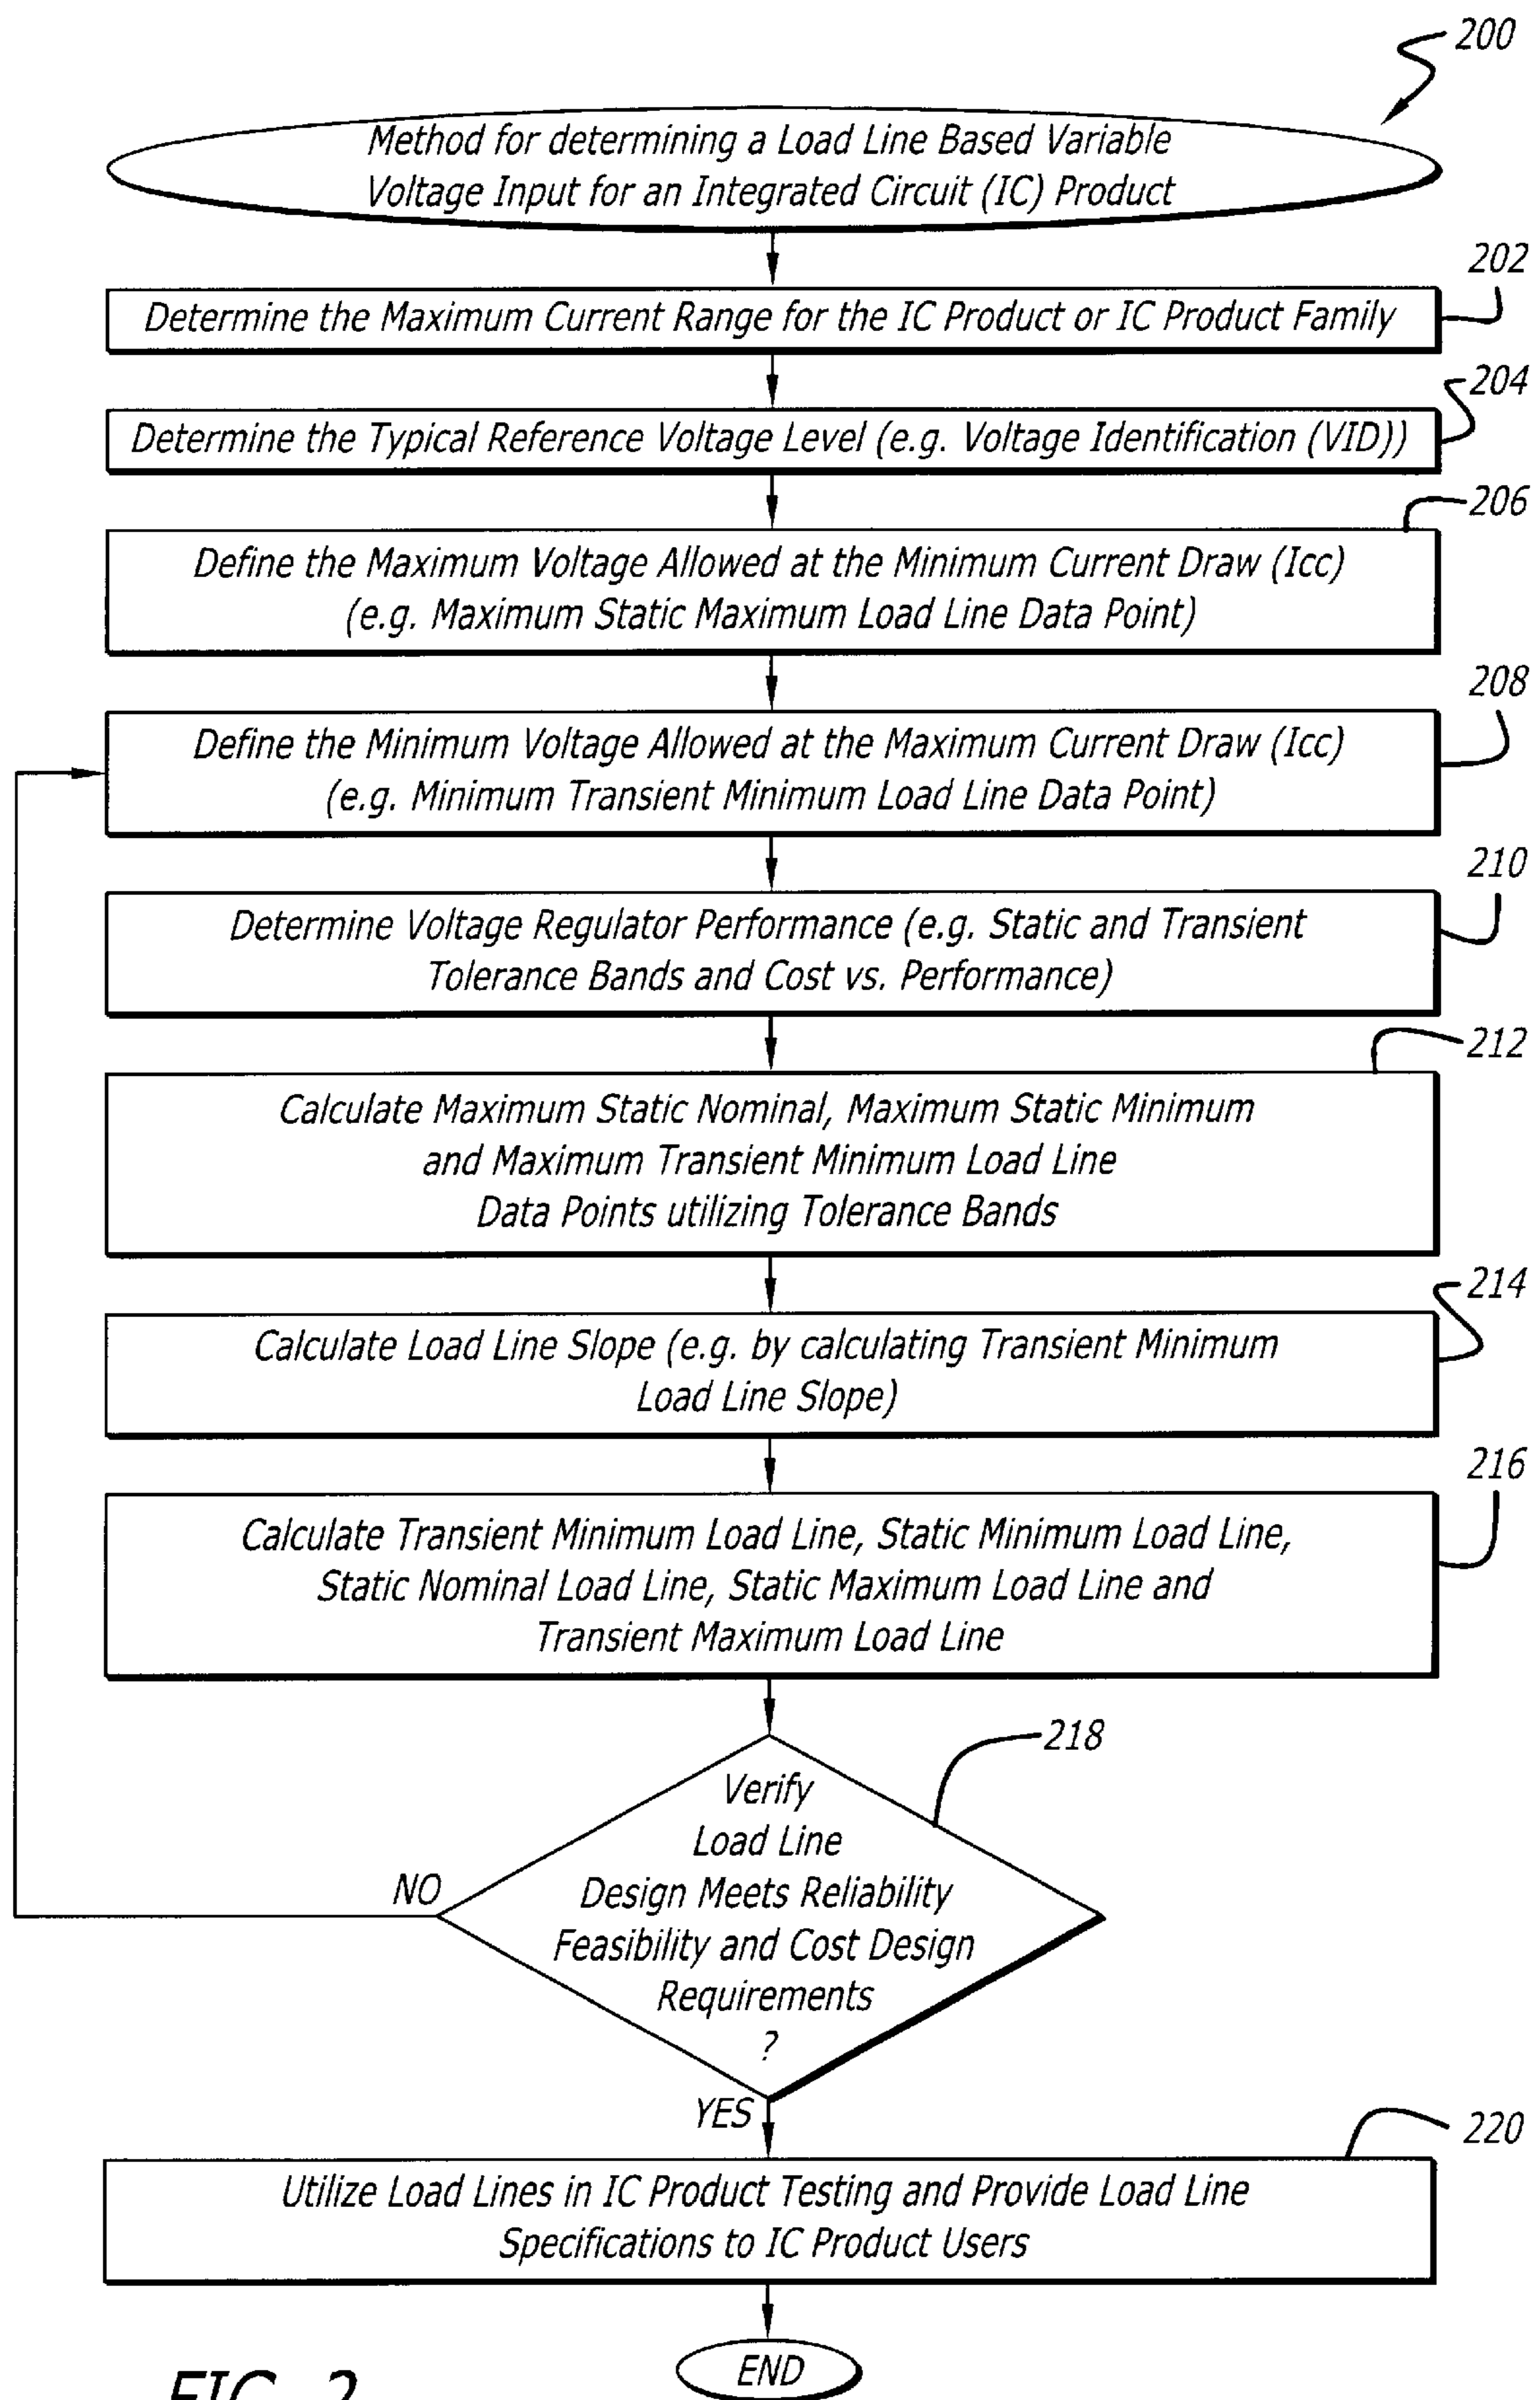 200
Method for determining a Load Line Based Variable
Voltage Input for an Integrated Circuit (IC) Product
202
Determine the Maximum Current Range for the IC Product or IC Product Family
204
Determine the Typical Reference Voltage Level (e.g. Voltage Identification (VID))
206
Define the Maximum Voltage Allowed at the Minimum Current Draw (Icc)
(e.g. Maximum Static Maximum Load Line Data Point)
208
Define the Minimum Voltage Allowed at the Maximum Current Draw (Icc)
(e.g. Minimum Transient Minimum Load Line Data Point)
210
Determine Voltage Regulator Performance (e.g. Static and Transient
Tolerance Bands and Cost vs. Performance)
212
Calculate Maximum Static Nominal, Maximum Static Minimum
and Maximum Transient Minimum Load Line
Data Points utilizing Tolerance Bands
214
Calculate Load Line Slope (e.g. by calculating Transient Minimum
Load Line Slope)
216
Calculate Transient Minimum Load Line, Static Minimum Load Line,
Static Nominal Load Line, Static Maximum Load Line and
Transient Maximum Load Line
218
Verify
Load Line
Design Meets Reliability
Feasibility and Cost Design
Requirements
?
NO
YES
220
Utilize Load Lines in IC Product Testing and Provide Load Line
Specifications to IC Product Users
END
FIG. 2